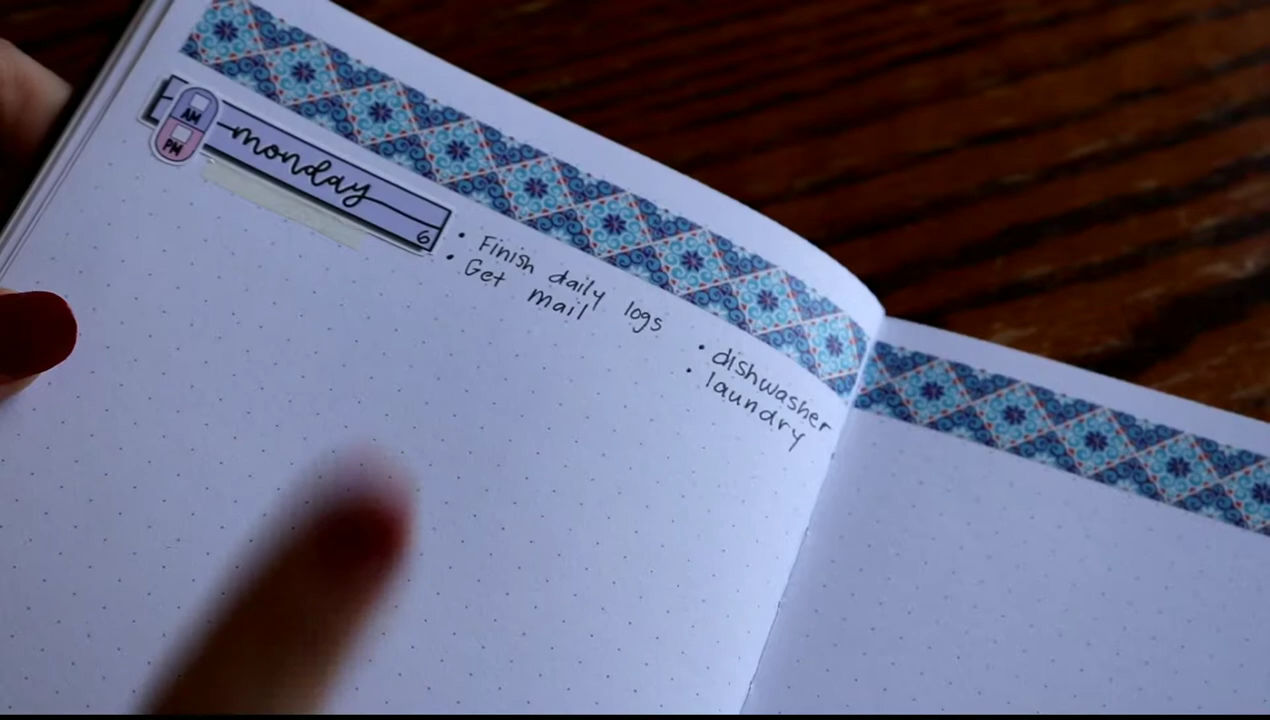 AM
PM
monday
6
• Finish daily logs
• Get mail
• dishwasher
• laundry